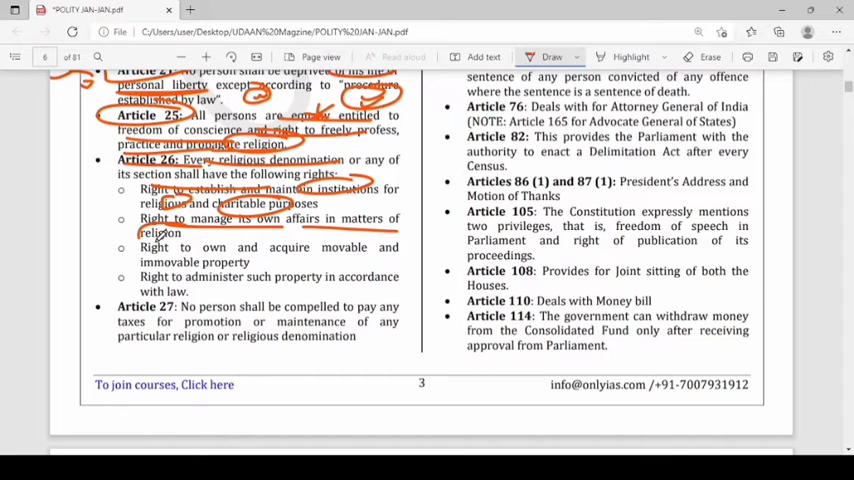 *POLITY JAN-JAN.pdf
File C:/Users/user/Desktop/UDAAN%20Magzine/POLITY%20JAN-JAN.pdf
6 of 81 Page view Read aloud Add text Draw Highlight Erase
Article 21: No person shall be deprived of his life or
personal liberty except according to “procedure
established by law”.
Article 25: All persons are equally entitled to
freedom of conscience and right to freely profess,
practice and propagate religion.
Article 26: Every religious denomination or any of
its section shall have the following rights:
Right to establish and maintain institutions for
religious and charitable purposes
Right to manage its own affairs in matters of
religion
Right to own and acquire movable and
immovable property
Right to administer such property in accordance
with law.
Article 27: No person shall be compelled to pay any
taxes for promotion or maintenance of any
particular religion or religious denomination
sentence of any person convicted of any offence
where the sentence is a sentence of death.
Article 76: Deals with for Attorney General of India
(NOTE: Article 165 for Advocate General of States)
Article 82: This provides the Parliament with the
authority to enact a Delimitation Act after every
Census.
Articles 86 (1) and 87 (1): President's Address and
Motion of Thanks
Article 105: The Constitution expressly mentions
two privileges, that is, freedom of speech in
Parliament and right of publication of its
proceedings.
Article 108: Provides for Joint sitting of both the
Houses.
Article 110: Deals with Money bill
Article 114: The government can withdraw money
from the Consolidated Fund only after receiving
approval from Parliament.
To join courses, Click here 3 info@onlyias.com /+91-7007931912